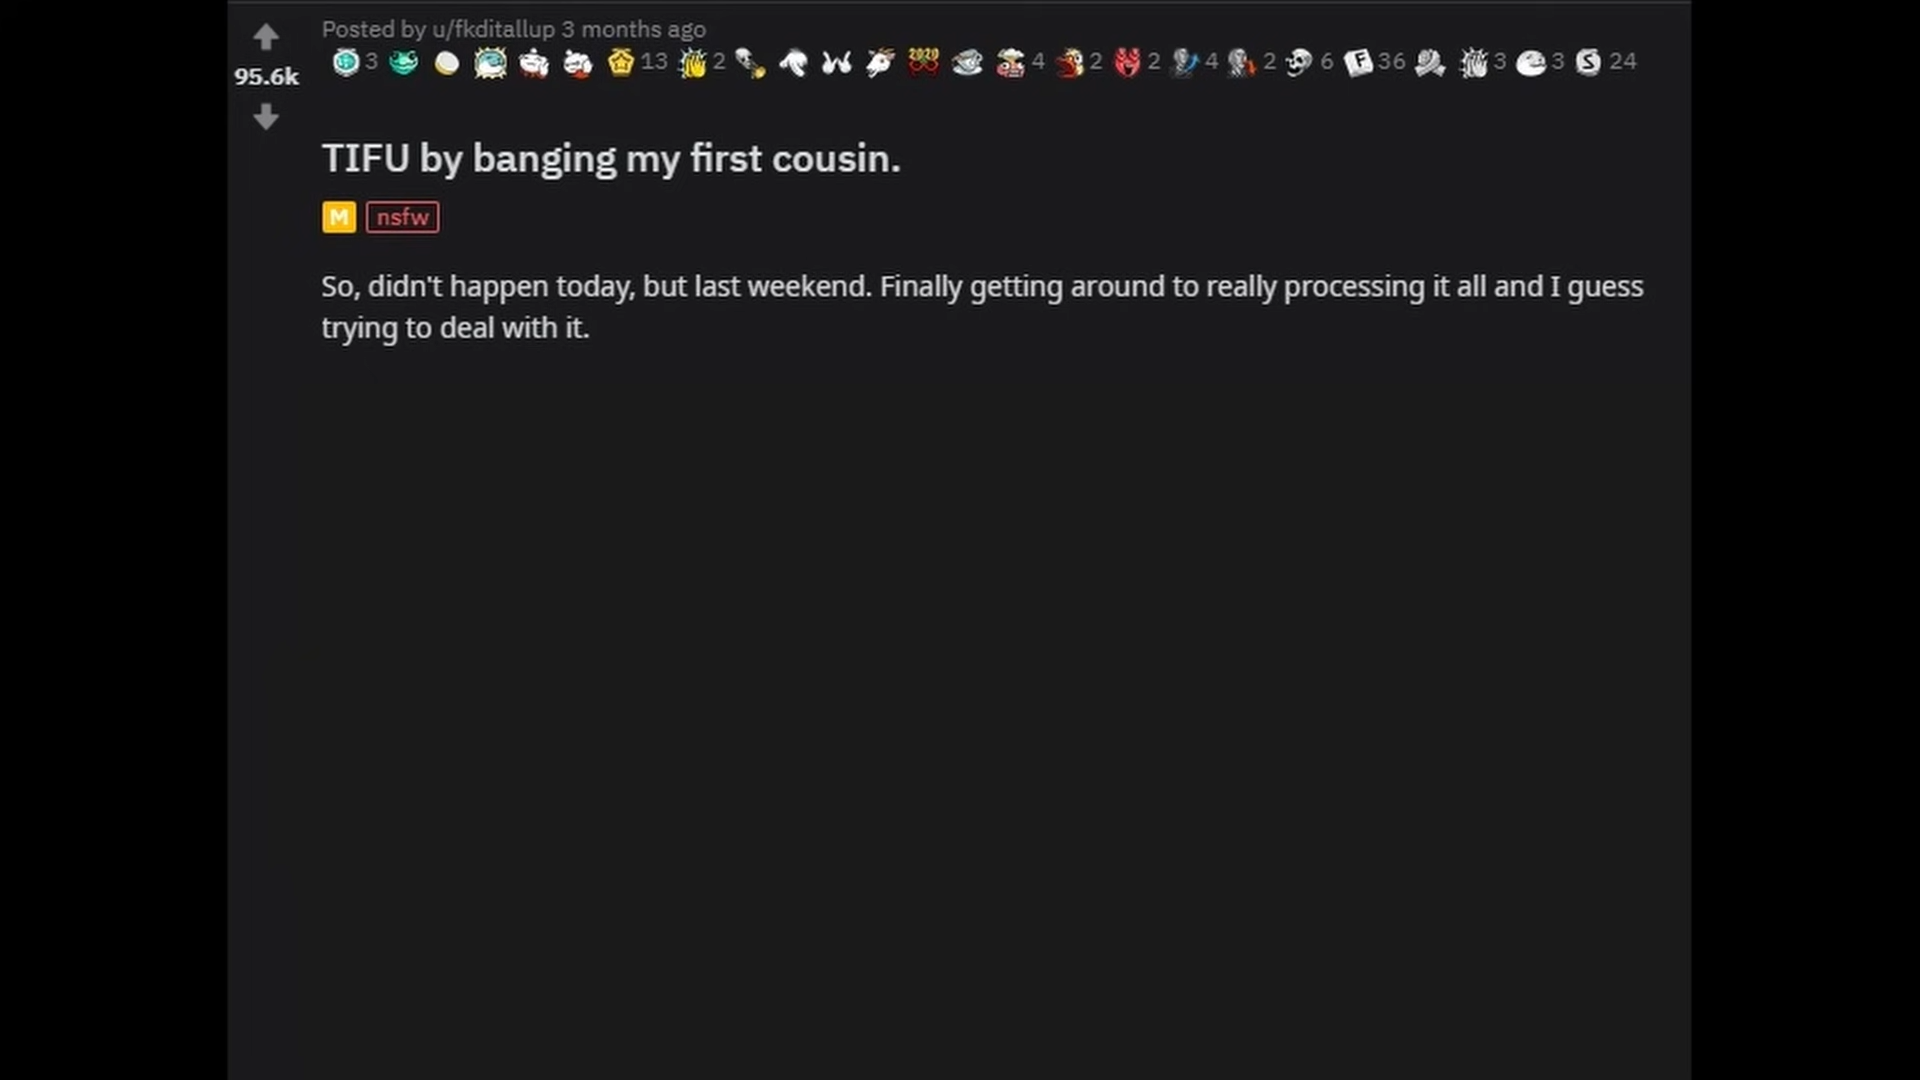 Posted by u/fkditallup 3 months ago
3 13 2 2020 4 2 2 4 2 6 F 36 3 3 S 24
95.6k
TIFU by banging my first cousin.
M nsfw
So, didn't happen today, but last weekend. Finally getting around to really processing it all and I guess
trying to deal with it.